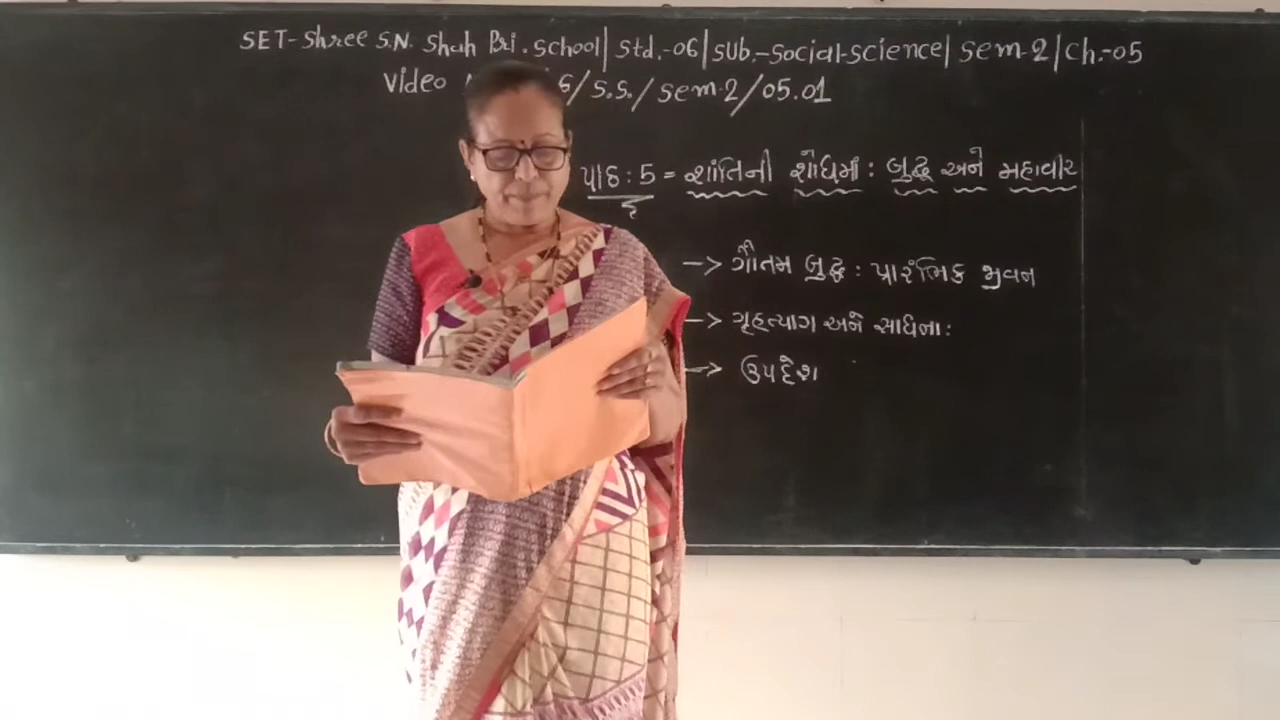 SET-Shree S.N. Shah Pri. School| Std.-06|sub.-social-science| sem-2|ch.-05
Video 6/S.S./sem-2/05.01
પાઠ : 5 = શાંતિની શોધમાં : બુદ્ધ અને મહાવીર
-> ગૌતમ બુદ્ધ : પ્રારંભિક જીવન
-> ગૃહત્યાગ અને સાધના :
-> ઉપદેશ